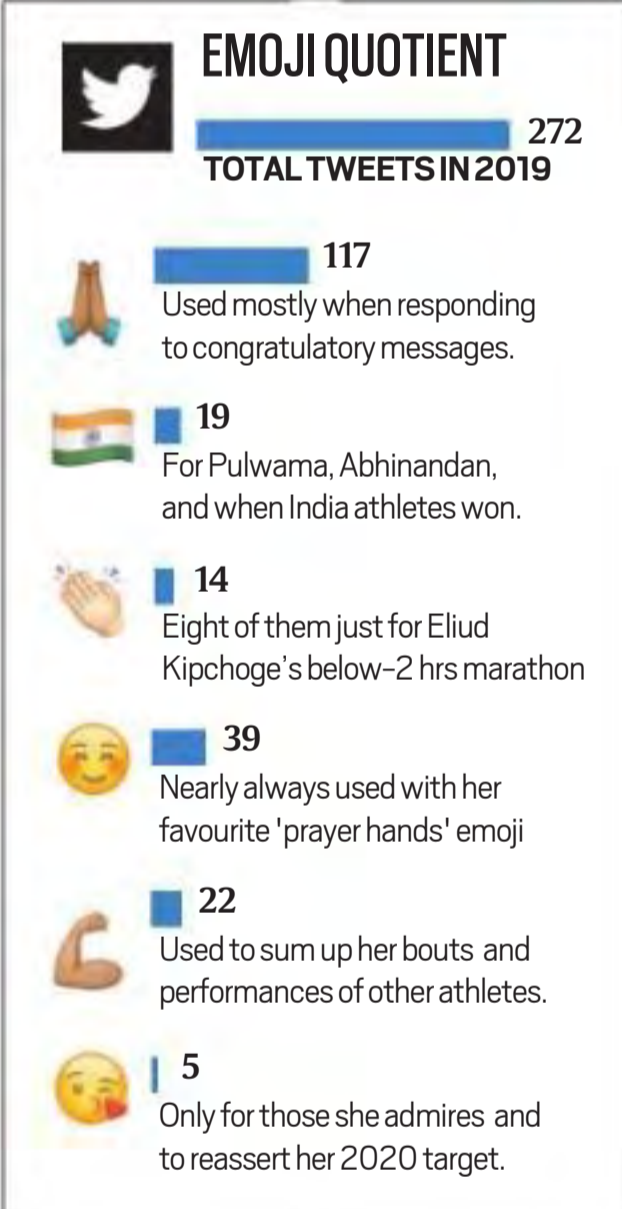 EMOJI QUOTIENT
272
TOTAL TWEETS IN 2019
117
Used mostly when responding
to congratulatory messages.
19
For Pulwama, Abhinandan,
and when India athletes won.
14
Eight of them just for Eliud
Kipchoge's below-2 hrs marathon
39
Nearly always used with her
favourite 'prayer hands' emoji
22
Used to sum up her bouts and
performances of other athletes.
5
Only for those she admires and
to reassert her 2020 target.